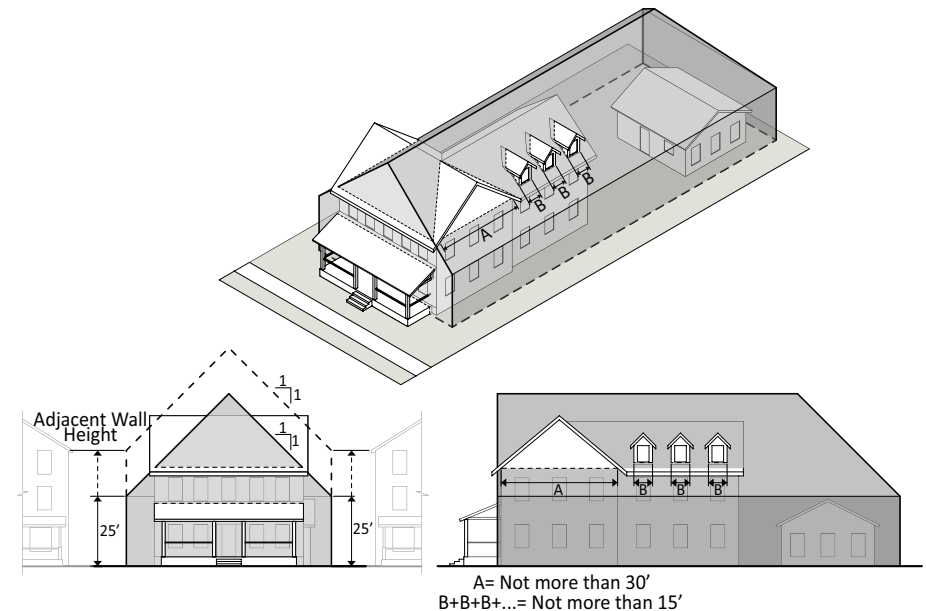 A
B
B
B
1
1
1
1
Adjacent Wall
Height
25’
25’
A
B
B
B
A= Not more than 30’
B+B+B+...= Not more than 15’